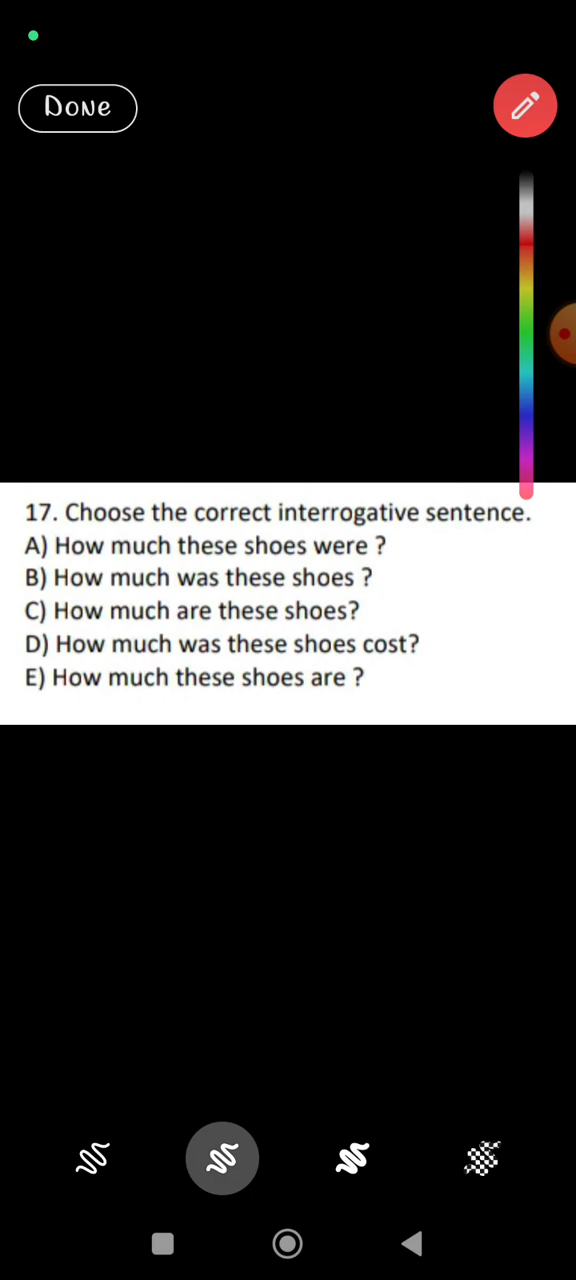 Done
17. Choose the correct interrogative sentence.
A) How much these shoes were ?
B) How much was these shoes ?
C) How much are these shoes?
D) How much was these shoes cost?
E) How much these shoes are ?